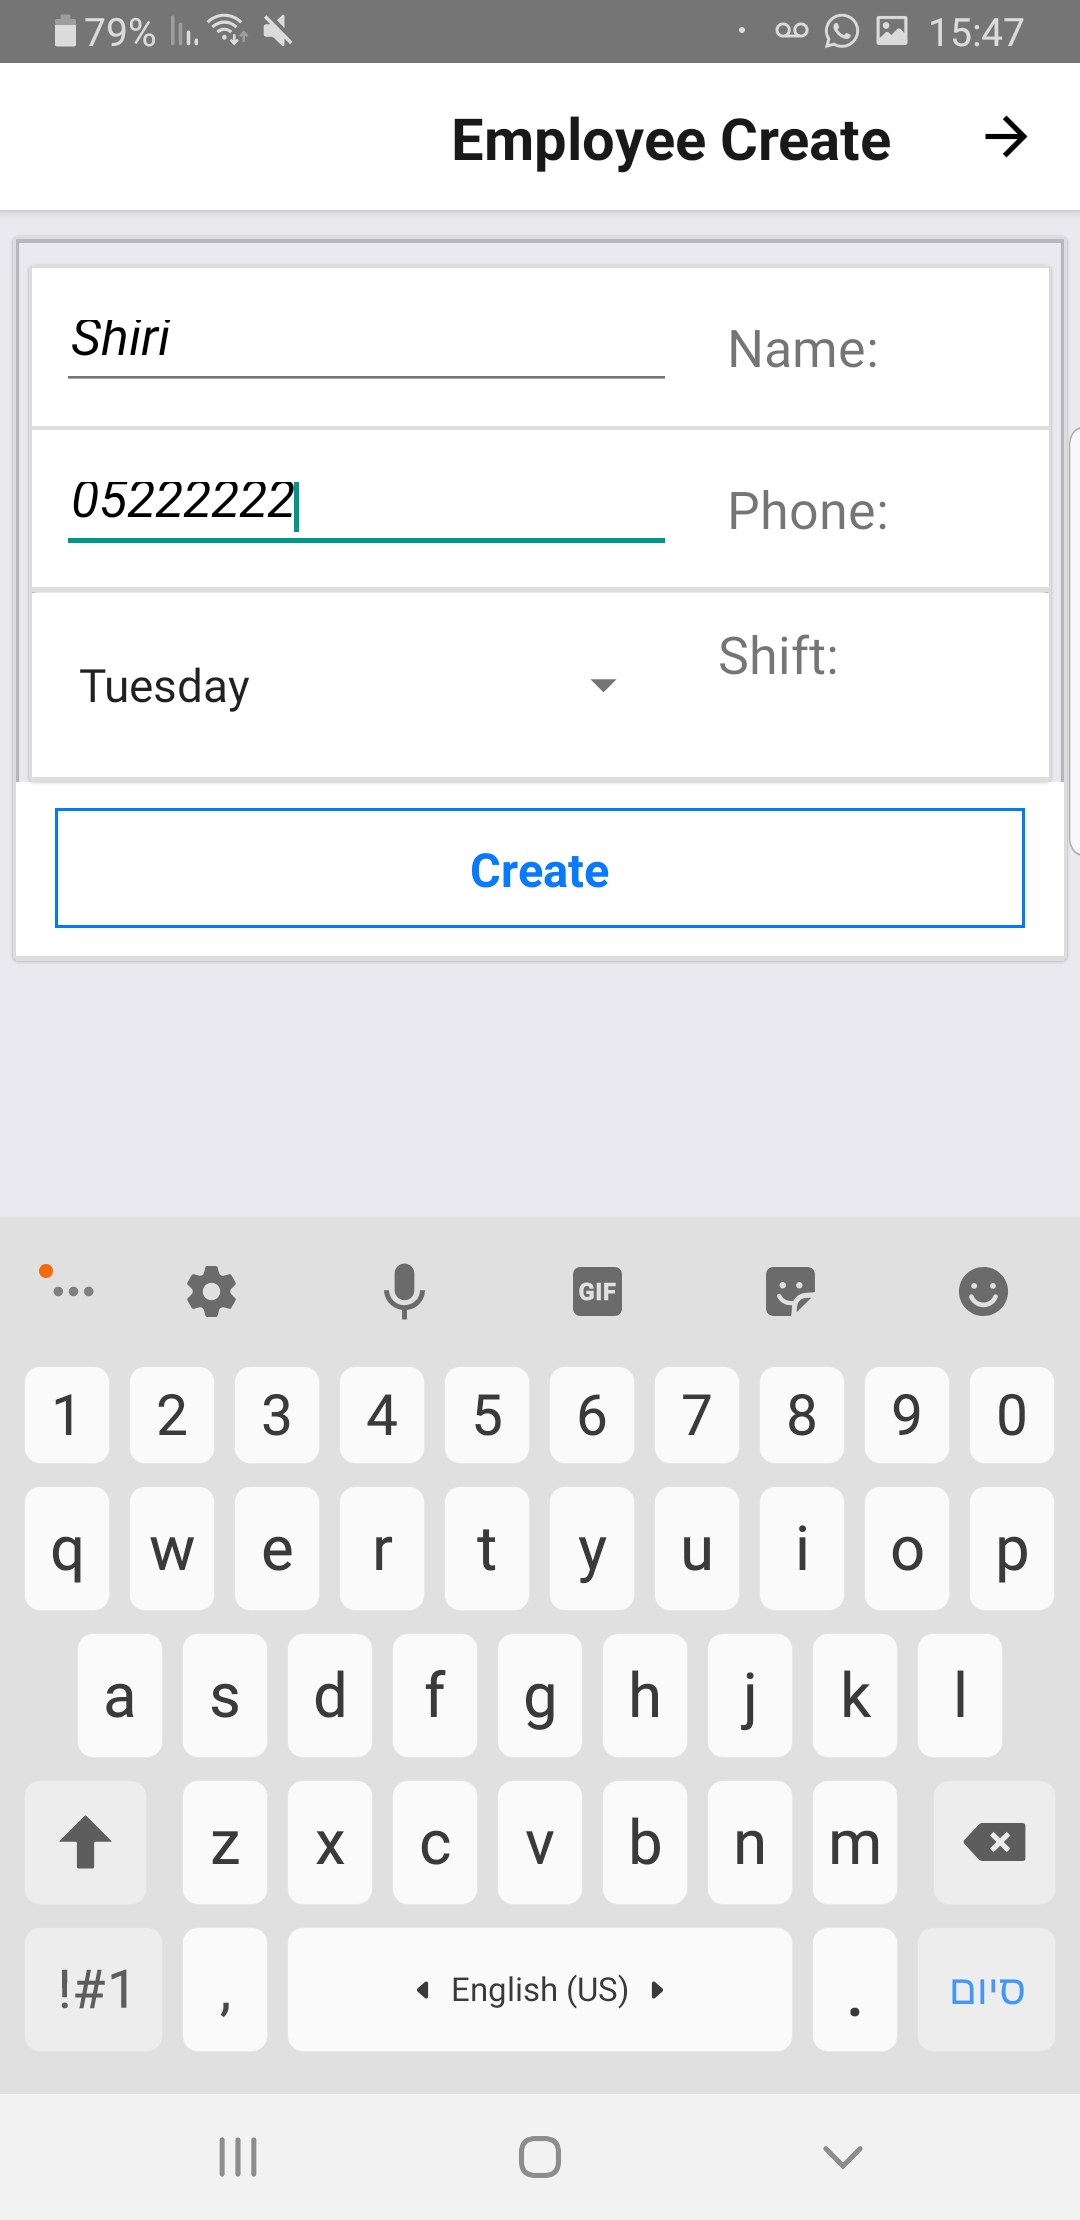 79% 15:47
Employee Create
Name: Shiri
Phone: 05222222
Shift: Tuesday
Create
GIF
1 2 3 4 5 6 7 8 9 0
q w e r t y u i o p
a s d f g h j k l
z x c v b n m
!#1 , English (US) . סיום